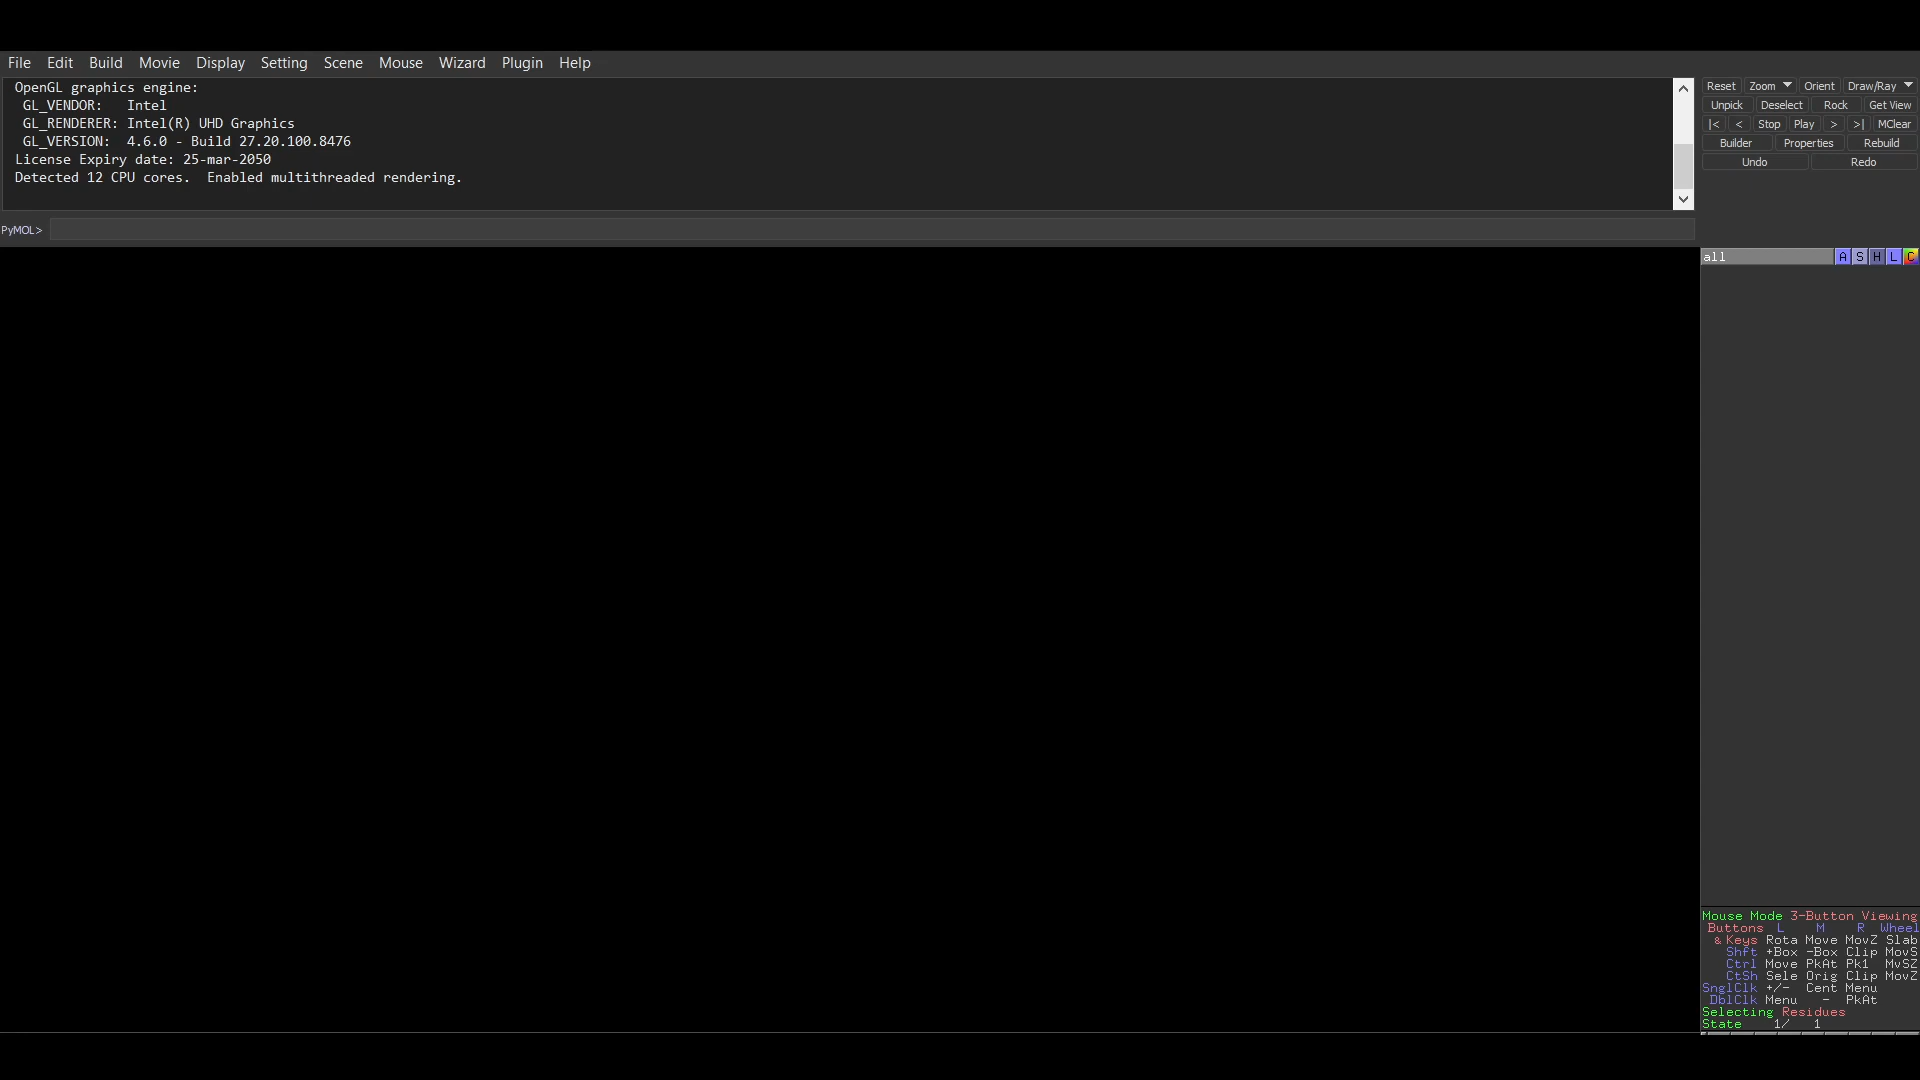 File Edit Build Movie Display Setting Scene Mouse Wizard Plugin Help
OpenGL graphics engine:
GL_VENDOR: Intel
GL_RENDERER: Intel(R) UHD Graphics
GL_VERSION: 4.6.0 - Build 27.20.100.8476
License Expiry date: 25-mar-2050
Detected 12 CPU cores. Enabled multithreaded rendering.
PyMOL>
Reset Zoom Orient Draw/Ray
Unpick Deselect Rock Get View
|< < Stop Play > >| MClear
Builder Properties Rebuild
Undo Redo
all A S H L C
Mouse Mode 3-Button Viewing
Buttons L M R Wheel
& Keys Rota Move MovZ Slab
Shft +Box -Box Clip MovS
Ctrl Move PkAt Pk1 MvSZ
CtSh Sele Orig Clip MovZ
SnglClk +/- Cent Menu
DblClk Menu - PkAt
Selecting Residues
State 1/ 1